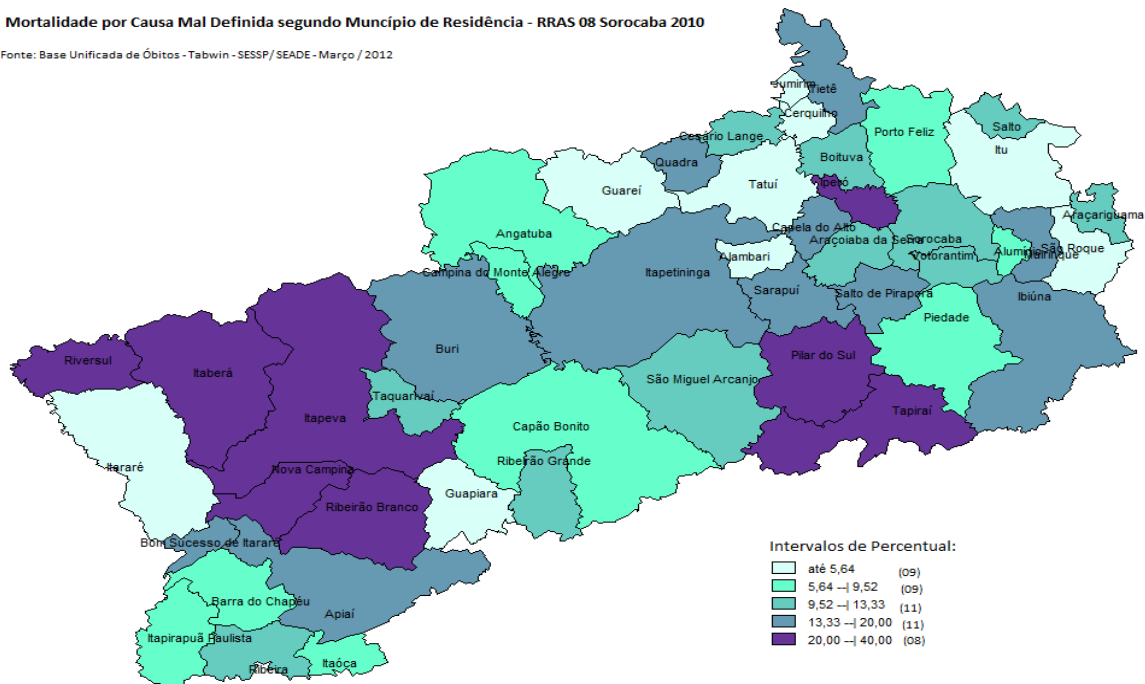 Mortalidade por Causa Mal Definida segundo Muncípio de Residência - RRAS 08 Sorocaba 2010
Fonte: Base Unificada de Óbitos - Tabwin - SESSP/ SEADE - Março / 2012
Jumirim
Tietê
Cerquilho
Porto Feliz
Salto
Cesário Lange
Itu
Boituva
Quadra
Iperó
Tatuí
Guareí
Araçariguama
Capela do Alto
Angatuba
Araçoiaba da Serra
Sorocaba
São Roque
Alambari
Votorantim
Alumínio
Mairinque
Campina do Monte Alegre
Itapetininga
Sarapuí
Salto de Pirapora
Ibiúna
Piedade
Buri
Pilar do Sul
Riversul
Itaberá
São Miguel Arcanjo
Taquarivaí
Tapiraí
Itapeva
Capão Bonito
Ribeirão Grande
Itararé
Nova Campina
Guapiara
Ribeirão Branco
Bom Sucesso de Itararé
Barra do Chapéu
Apiaí
Itapirapuã Paulista
Itaóca
Ribeira
Intervalos de Percentual:
até 5,64 (09)
5,64 --| 9,52 (09)
9,52 --| 13,33 (11)
13,33 --| 20,00 (11)
20,00 --| 40,00 (08)